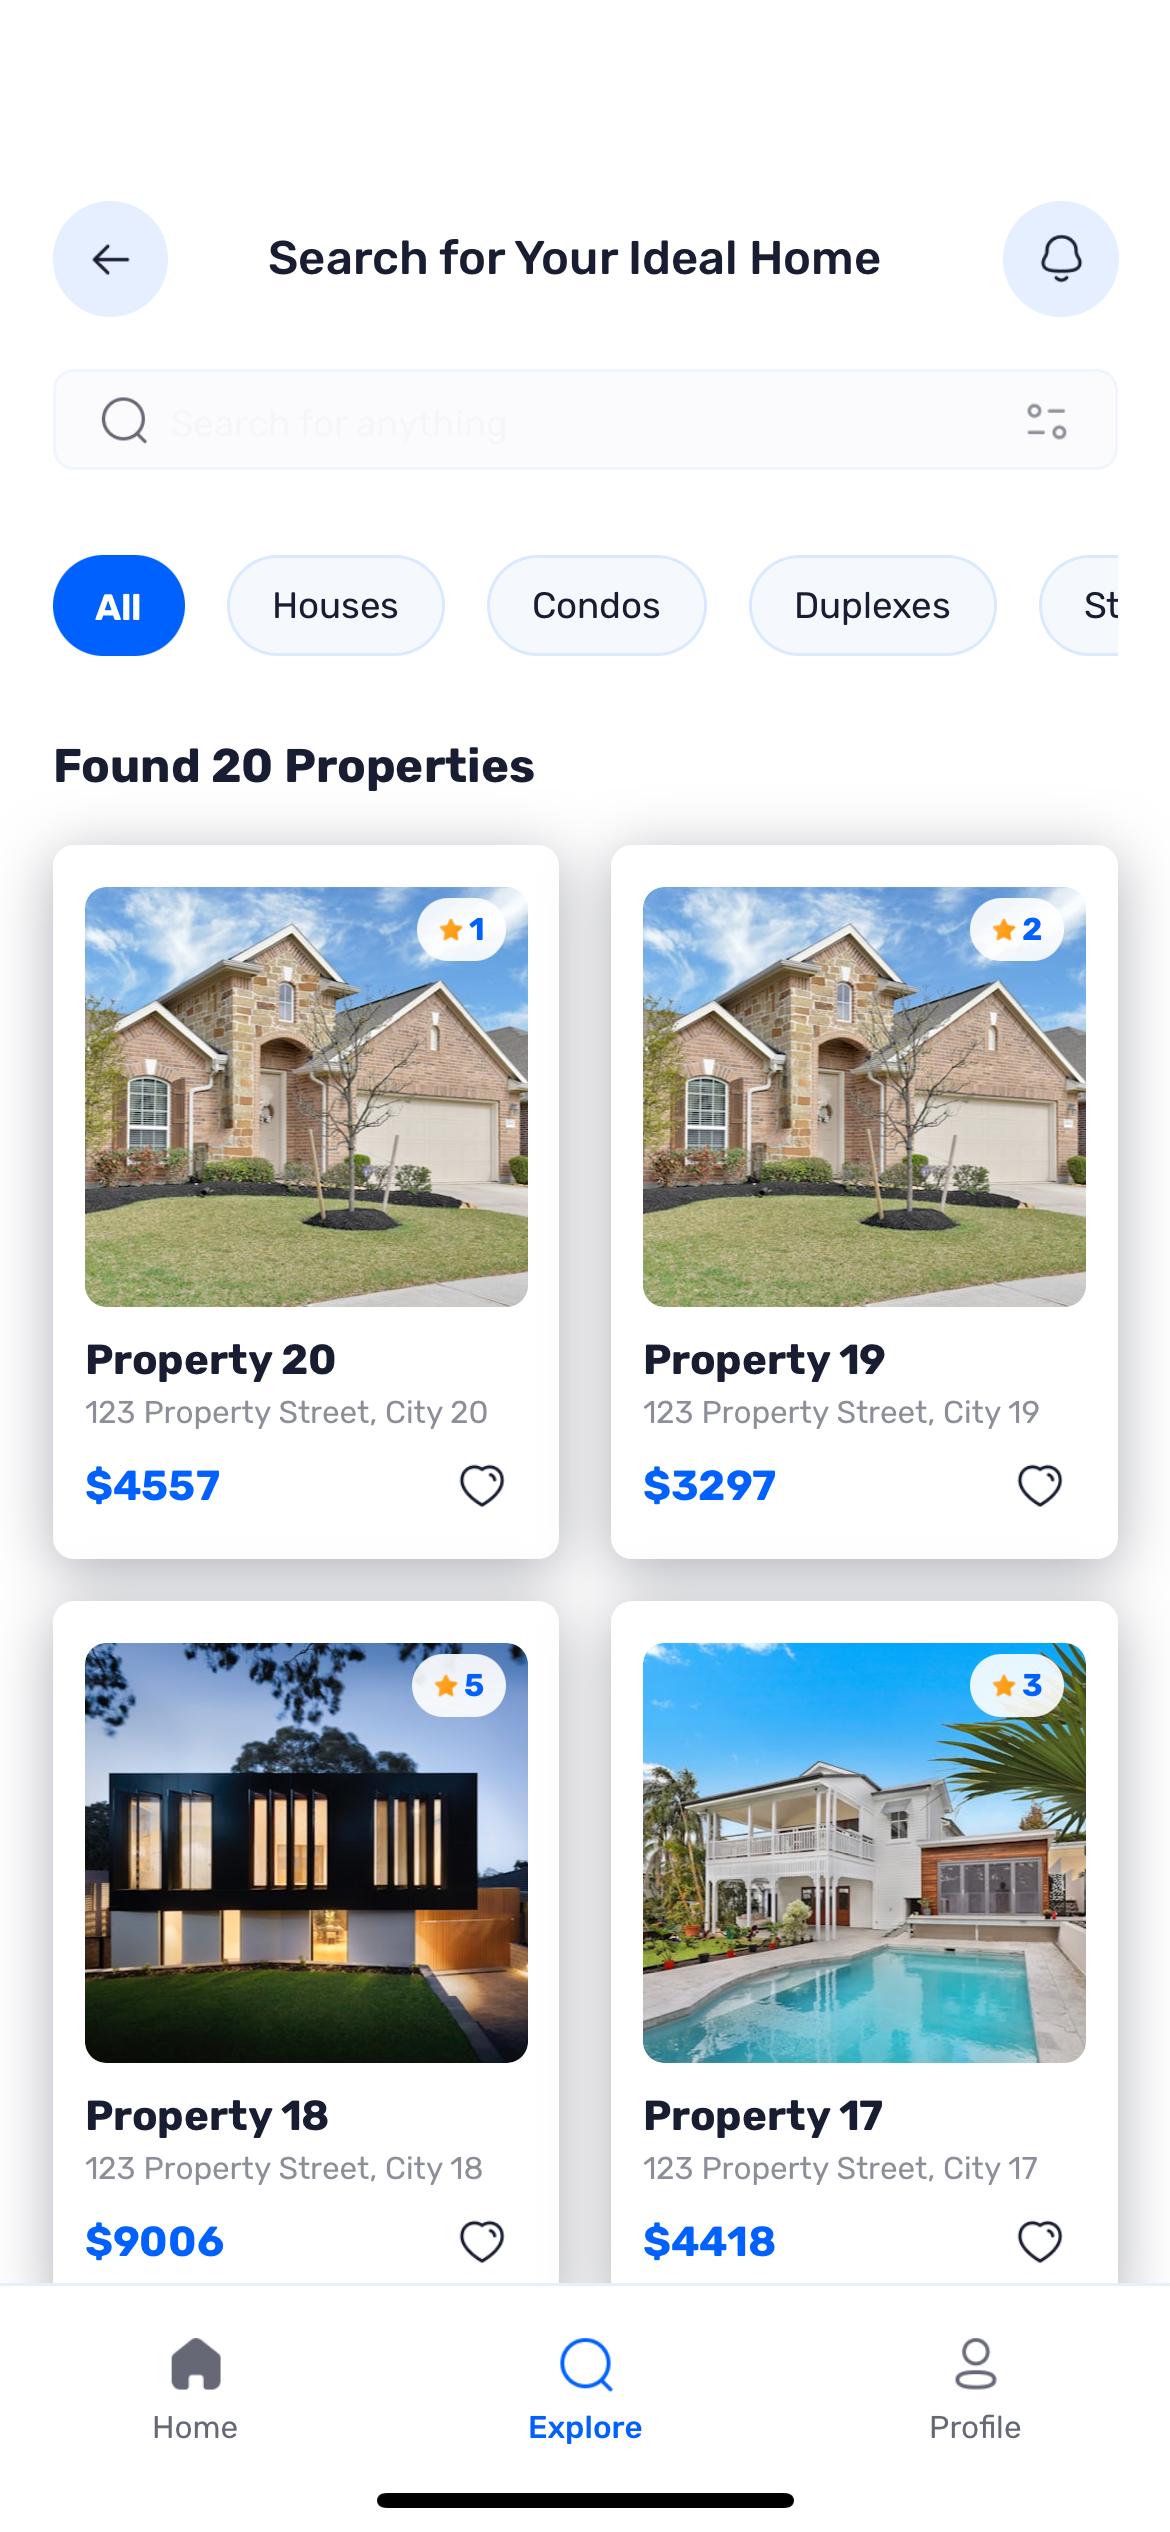 Search for Your Ideal Home
Search for anything
All
Houses
Condos
Duplexes
St
Found 20 Properties
1
2
Property 20
123 Property Street, City 20
$4557
Property 19
123 Property Street, City 19
$3297
5
3
Property 18
123 Property Street, City 18
$9006
Property 17
123 Property Street, City 17
$4418
Home
Explore
Profile